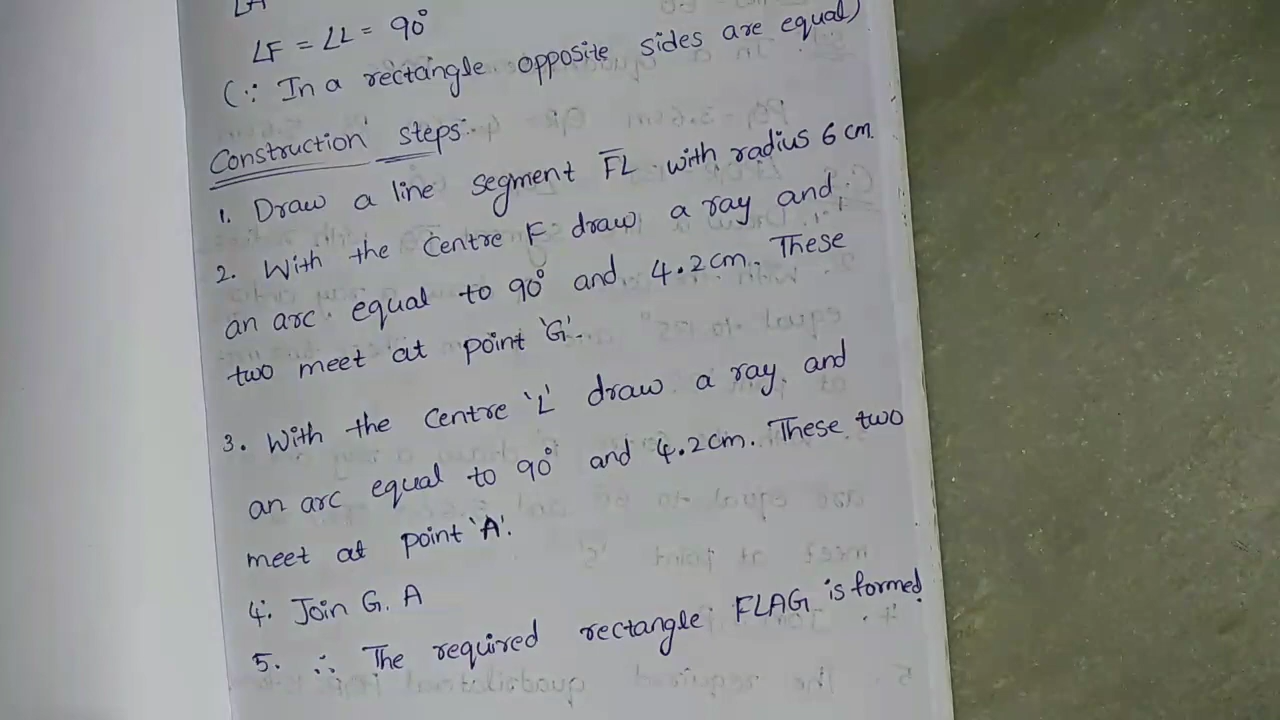 ∠A
∠F = ∠L = 90°
(∵ In a rectangle opposite sides are equal)
Construction steps:
1. Draw a line segment F̅L̅ with radius 6 cm.
2. With the centre F draw a ray and
an arc equal to 90° and 4.2cm. These
two meet at point 'G'.
3. With the centre 'L' draw a ray and
an arc equal to 90° and 4.2cm. These two
meet at point 'A'.
4. Join G. A
5. ∴ The required rectangle FLAG is formed